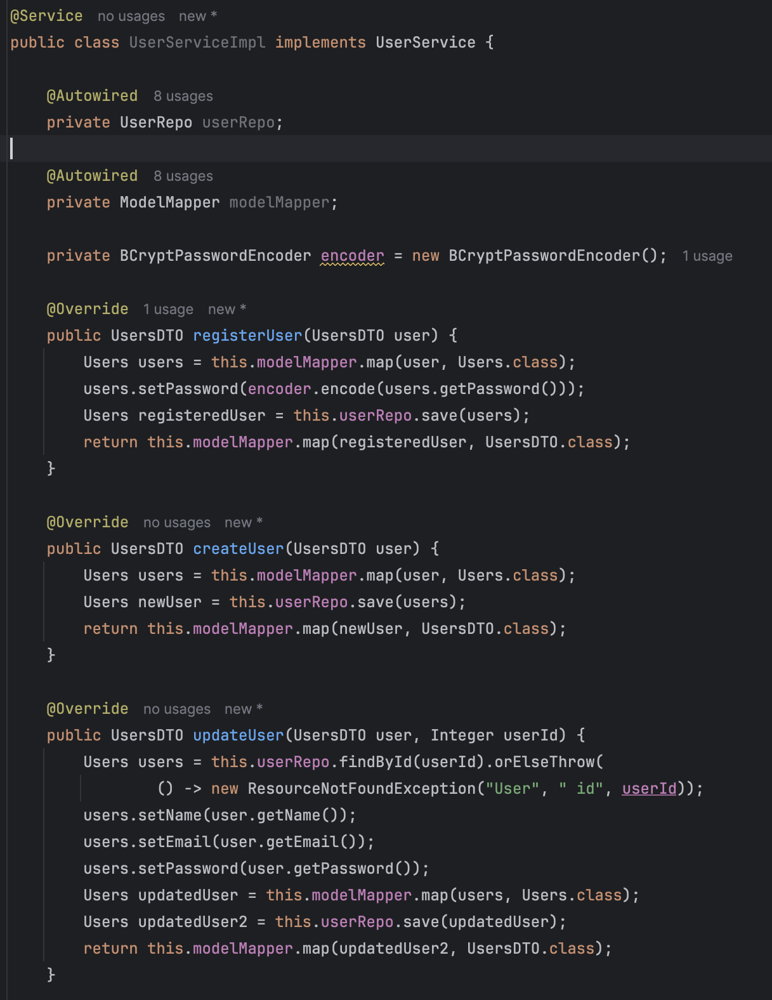 @Service no usages new *
public class UserServiceImpl implements UserService {
@Autowired 8 usages
private UserRepo userRepo;
@Autowired 8 usages
private ModelMapper modelMapper;
private BCryptPasswordEncoder encoder = new BCryptPasswordEncoder(); 1 usage
@Override 1 usage new *
public UsersDTO registerUser(UsersDTO user) {
Users users = this.modelMapper.map(user, Users.class);
users.setPassword(encoder.encode(users.getPassword()));
Users registeredUser = this.userRepo.save(users);
return this.modelMapper.map(registeredUser, UsersDTO.class);
}
@Override no usages new *
public UsersDTO createUser(UsersDTO user) {
Users users = this.modelMapper.map(user, Users.class);
Users newUser = this.userRepo.save(users);
return this.modelMapper.map(newUser, UsersDTO.class);
}
@Override no usages new *
public UsersDTO updateUser(UsersDTO user, Integer userId) {
Users users = this.userRepo.findById(userId).orElseThrow(
() -> new ResourceNotFoundException("User", " id", userId));
users.setName(user.getName());
users.setEmail(user.getEmail());
users.setPassword(user.getPassword());
Users updatedUser = this.modelMapper.map(users, Users.class);
Users updatedUser2 = this.userRepo.save(updatedUser);
return this.modelMapper.map(updatedUser2, UsersDTO.class);
}